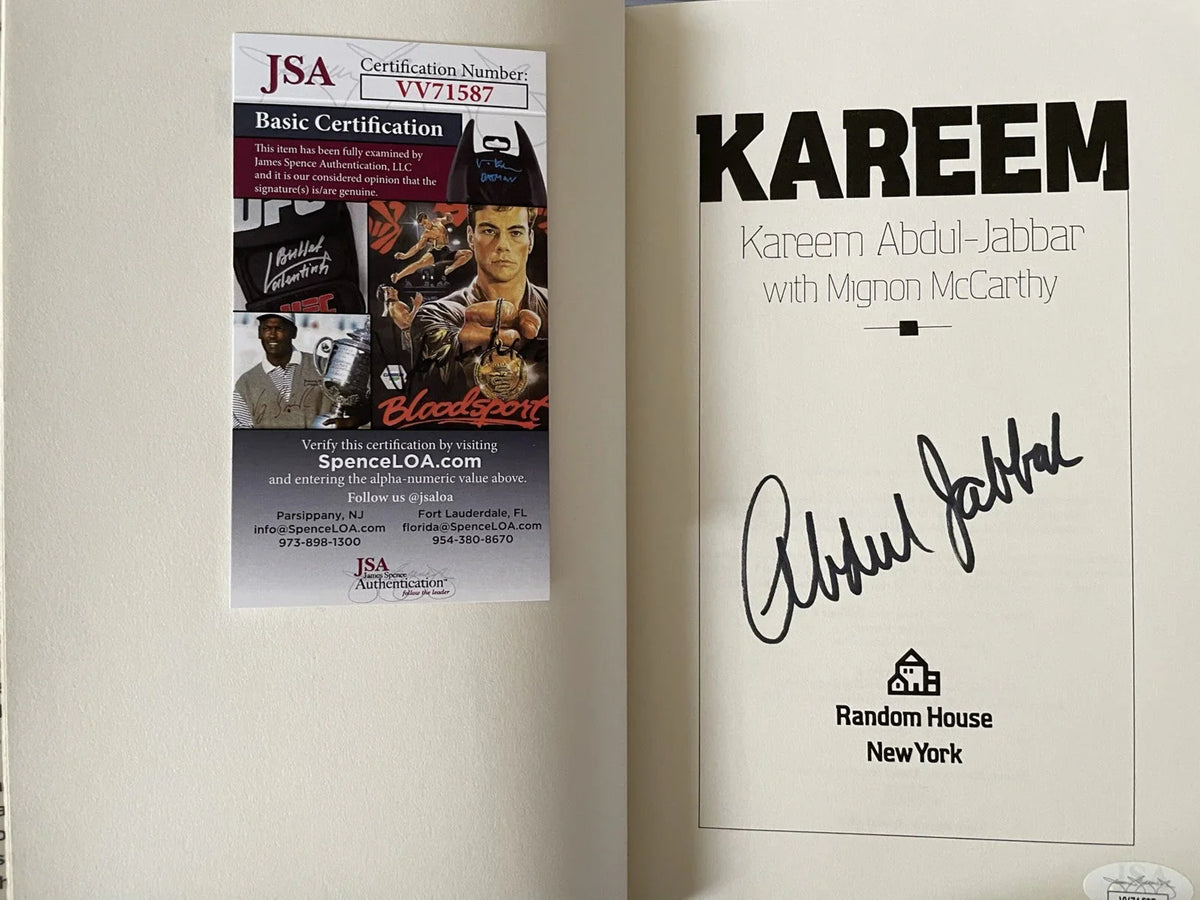 JSA
Certification Number:
VV71587
Basic Certification
This item has been fully examined by
James Spence Authentication, LLC
and it is our considered opinion that the
signature(s) is/are genuine.
UFC
UFC
Bloodsport
Verify this certification by visiting
SpenceLOA.com
and entering the alpha-numeric value above.
Follow us @jsaloa
Parsippany, NJ
info@SpenceLOA.com
973-898-1300
Fort Lauderdale, FL
florida@SpenceLOA.com
954-380-8670
JSA
James Spence
Authentication™
follow the leader
KAREEM
Kareem Abdul-Jabbar
with Mignon McCarthy
Abdul Jabbar
Random House
New York
JSA